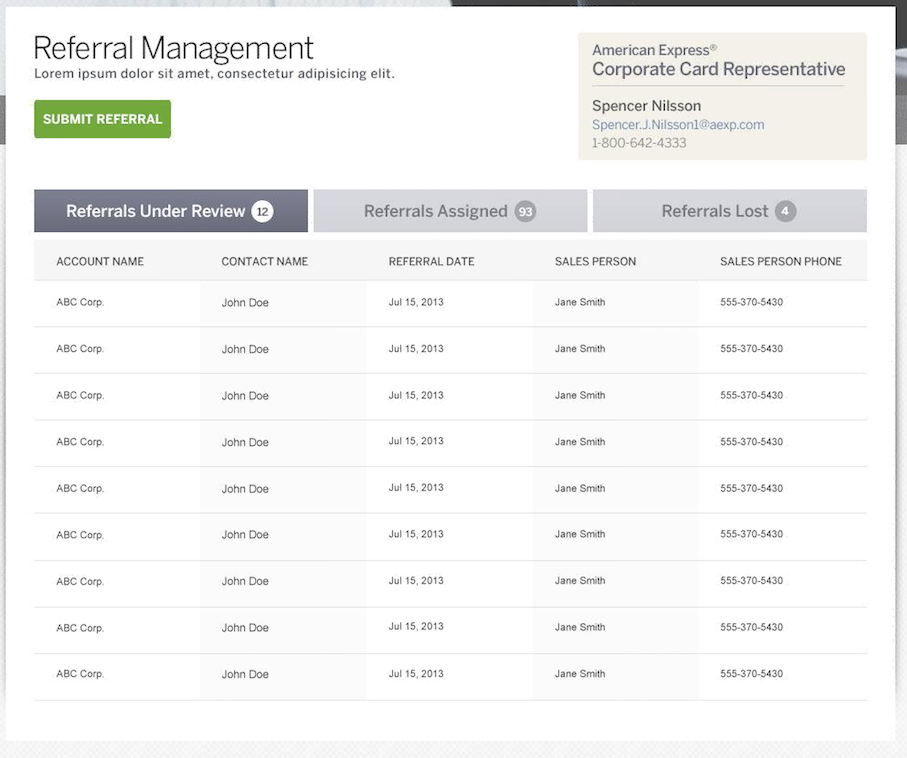 Referral Management
Lorem ipsum dolor sit amet, consectetur adipisicing elit.
SUBMIT REFERRAL
American Express®
Corporate Card Representative
Spencer Nilsson
Spencer.J.Nilsson1@aexp.com
1-800-642-4333
Referrals Under Review 12
Referrals Assigned 93
Referrals Lost 4
ACCOUNT NAME CONTACT NAME REFERRAL DATE SALES PERSON SALES PERSON PHONE
ABC Corp. John Doe Jul 15, 2013 Jane Smith 555-370-5430
ABC Corp. John Doe Jul 15, 2013 Jane Smith 555-370-5430
ABC Corp. John Doe Jul 15, 2013 Jane Smith 555-370-5430
ABC Corp. John Doe Jul 15, 2013 Jane Smith 555-370-5430
ABC Corp. John Doe Jul 15, 2013 Jane Smith 555-370-5430
ABC Corp. John Doe Jul 15, 2013 Jane Smith 555-370-5430
ABC Corp. John Doe Jul 15, 2013 Jane Smith 555-370-5430
ABC Corp. John Doe Jul 15, 2013 Jane Smith 555-370-5430
ABC Corp. John Doe Jul 15, 2013 Jane Smith 555-370-5430